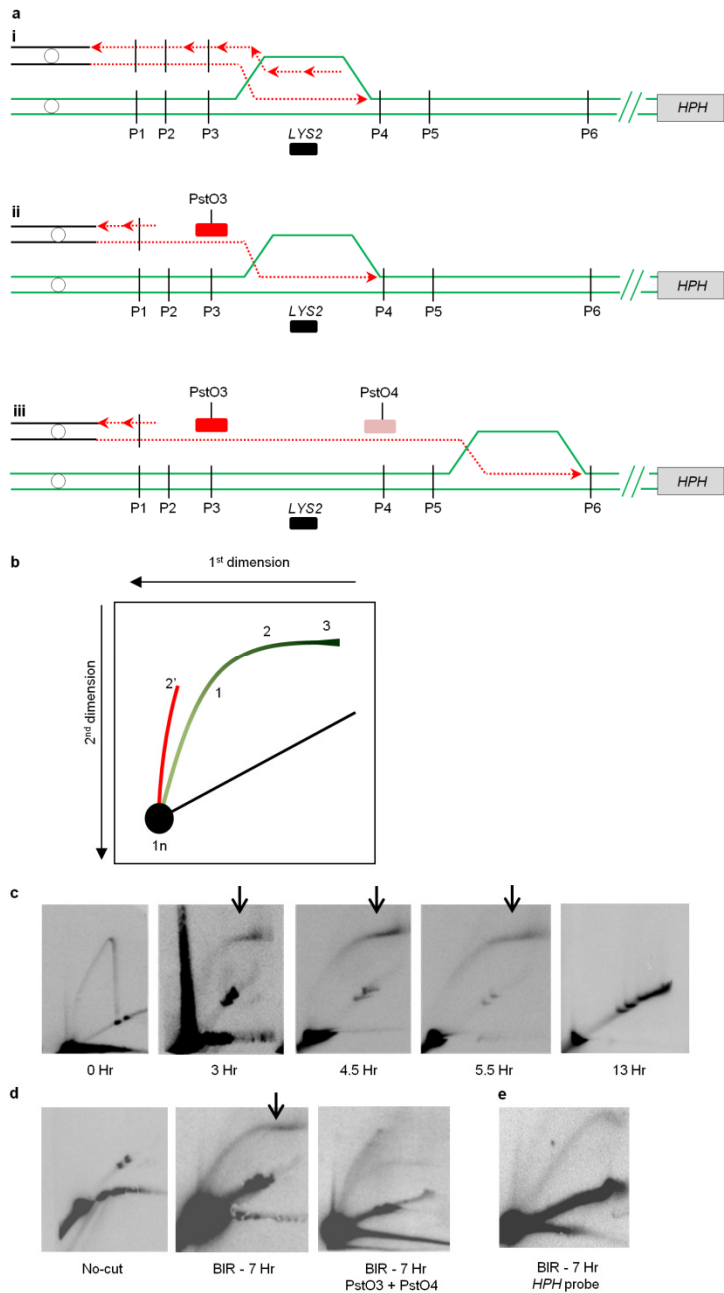 a
i
P1 P2 P3 LYS2 P4 P5 P6 HPH
ii
PstO3
P1 P2 P3 LYS2 P4 P5 P6 HPH
iii
PstO3 PstO4
P1 P2 P3 LYS2 P4 P5 P6 HPH
b
1st dimension
2nd dimension
2 3
2' 1
1n
c
0 Hr 3 Hr 4.5 Hr 5.5 Hr 13 Hr
d e
No-cut BIR - 7 Hr BIR - 7 Hr BIR - 7 Hr
PstO3 + PstO4 HPH probe